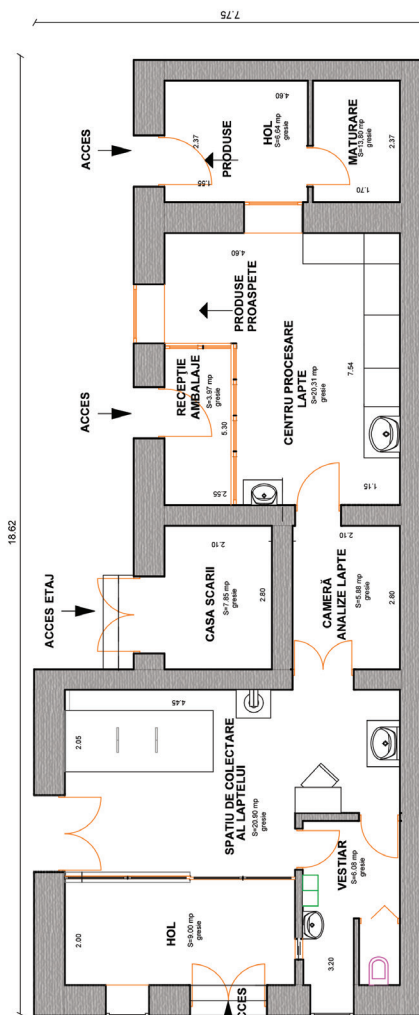 7.75
18.62
ACCES
ACCES
ACCES ETAJ
PRODUSE
2.37
1.55
4.60
HOL
S=6.64 mp
gresie
MATURARE
S=13.80 mp
gresie
1.70
2.37
4.60
PRODUSE
PROASPETE
RECEPȚIE
AMBALAJE
S=3.97 mp
gresie
5.30
2.55
CENTRU PROCESARE
LAPTE
S=20.31 mp
gresie
7.54
1.15
2.10
CASA SCARII
S=7.85 mp
gresie
2.80
2.10
CAMERĂ
ANALIZE LAPTE
S=5.88 mp
gresie
2.80
4.45
2.05
SPATIU DE COLECTARE
AL LAPTELUI
S=20.90 mp
gresie
2.00
HOL
S=9.00 mp
gresie
VESTIAR
S=6.08 mp
gresie
3.20
ACCES